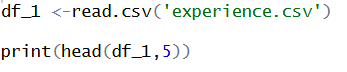 df_1 <-read.csv('experience.csv')
print(head(df_1,5))